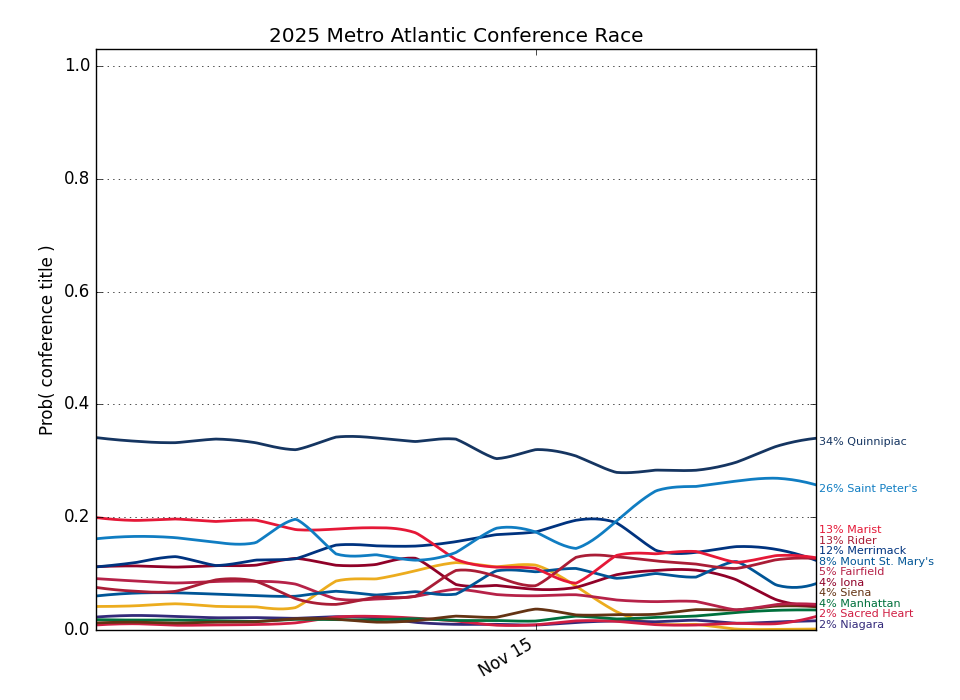 2025 Metro Atlantic Conference Race
1.0
0.8
0.6
0.4
0.2
0.0
Prob( conference title )
Nov 15
34% Quinnipiac
26% Saint Peter's
13% Marist
13% Rider
12% Merrimack
8% Mount St. Mary's
5% Fairfield
4% Iona
4% Siena
4% Manhattan
2% Sacred Heart
2% Niagara